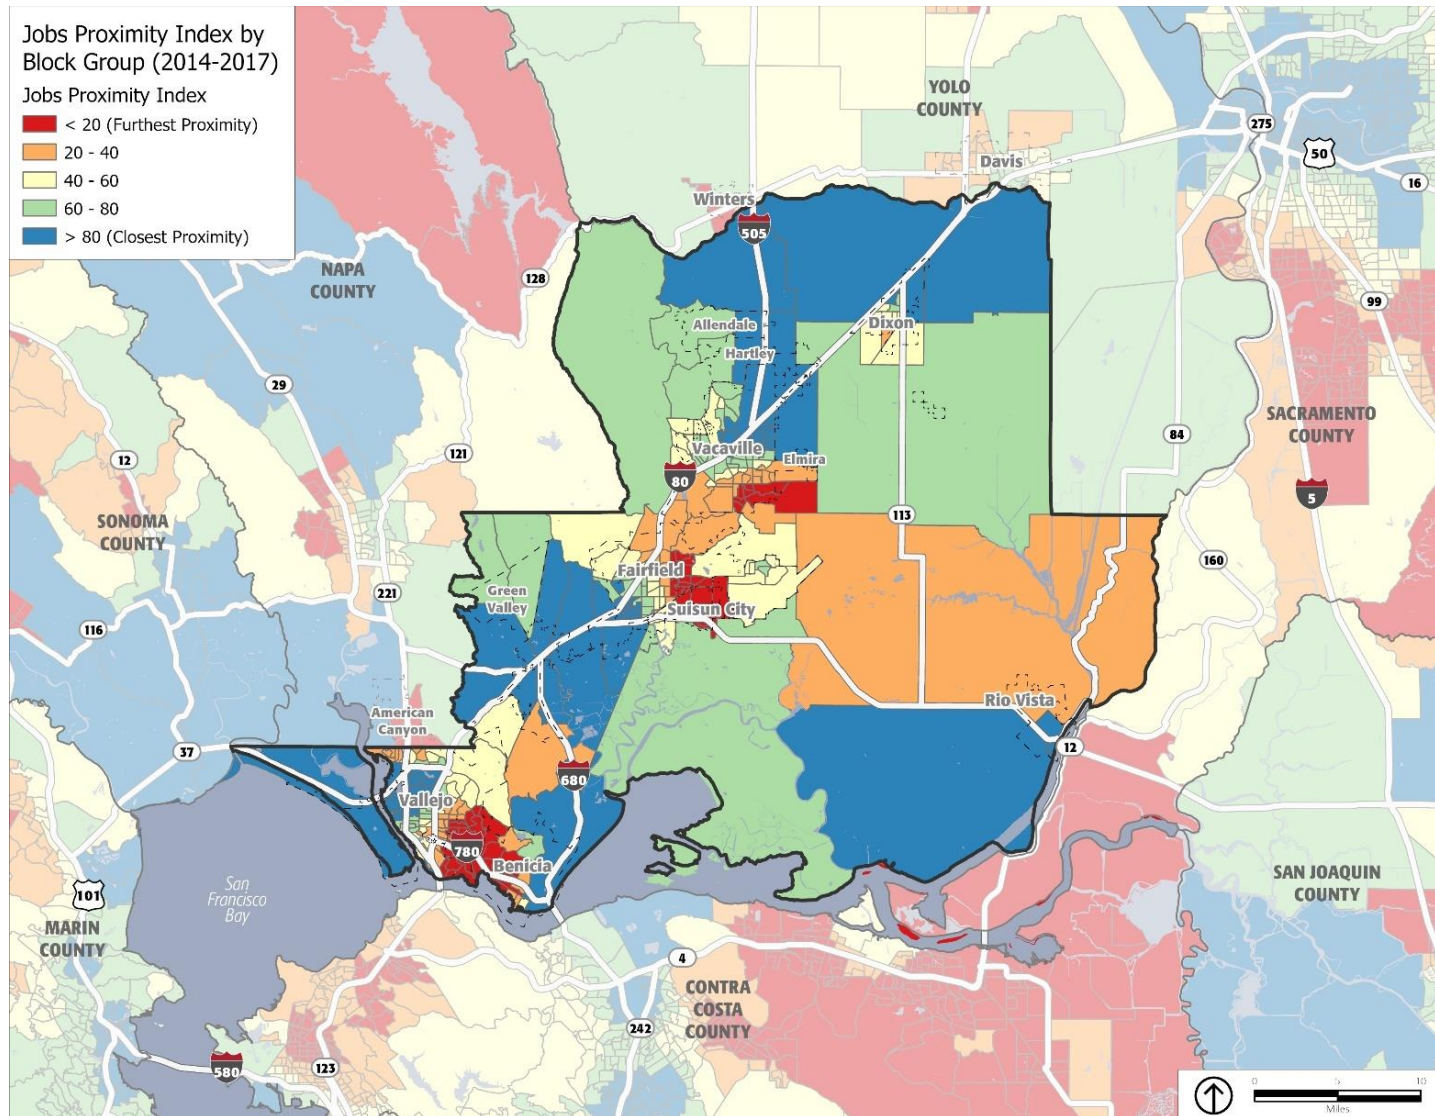 Jobs Proximity Index by
Block Group (2014-2017)
Jobs Proximity Index
< 20 (Furthest Proximity)
20 - 40
40 - 60
60 - 80
> 80 (Closest Proximity)
YOLO
COUNTY
275
50
16
Davis
Winters
505
NAPA
COUNTY
128
99
Allendale
Dixon
Hartley
29
SACRAMENTO
COUNTY
84
12
121
Vacaville
Elmira
80
5
SONOMA
COUNTY
113
160
Fairfield
221
Green
Valley
Suisun City
116
Rio Vista
American
Canyon
37
12
680
Vallejo
780
Benicia
San
Francisco
Bay
101
MARIN
COUNTY
SAN JOAQUIN
COUNTY
4
CONTRA
COSTA
COUNTY
242
580
123
0 5 10
Miles